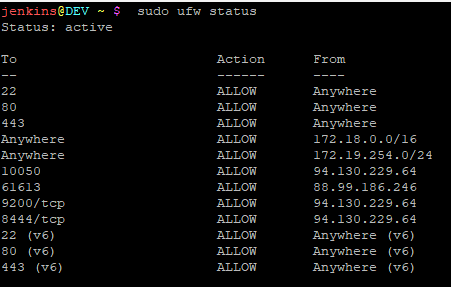 jenkins@DEV ~ $  sudo ufw status
Status: active

To                         Action      From
--                         ------      ----
22                         ALLOW       Anywhere
80                         ALLOW       Anywhere
443                        ALLOW       Anywhere
Anywhere                   ALLOW       172.18.0.0/16
Anywhere                   ALLOW       172.19.254.0/24
10050                      ALLOW       94.130.229.64
61613                      ALLOW       88.99.186.246
9200/tcp                   ALLOW       94.130.229.64
8444/tcp                   ALLOW       94.130.229.64
22 (v6)                    ALLOW       Anywhere (v6)
80 (v6)                    ALLOW       Anywhere (v6)
443 (v6)                   ALLOW       Anywhere (v6)